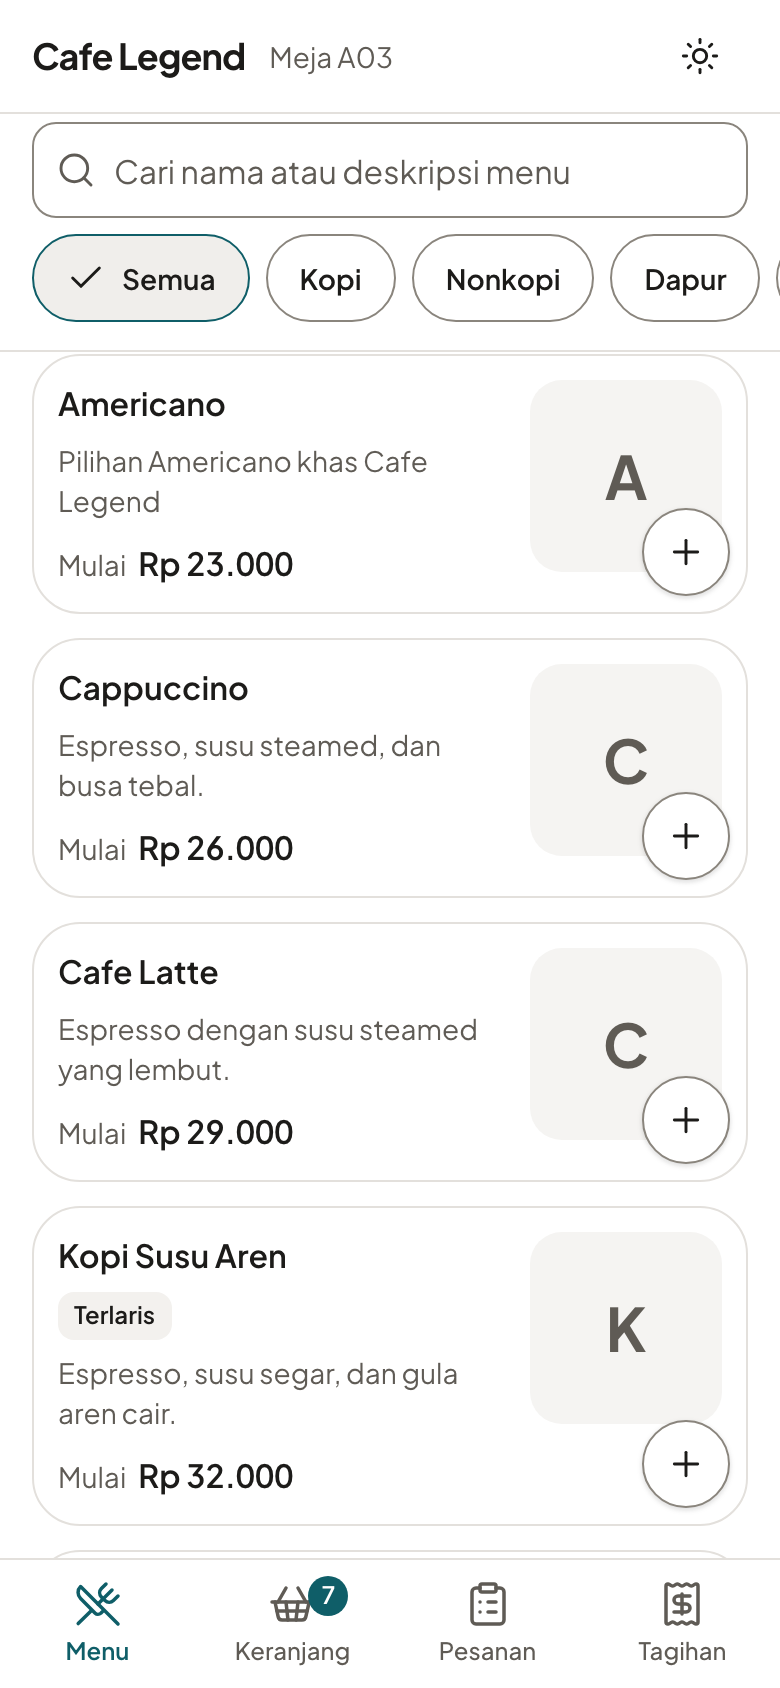 Cafe Legend Meja A03
Cari nama atau deskripsi menu
Semua Kopi Nonkopi Dapur
Americano
Pilihan Americano khas Cafe
Legend
Mulai Rp 23.000
A
Cappuccino
Espresso, susu steamed, dan
busa tebal.
Mulai Rp 26.000
C
Cafe Latte
Espresso dengan susu steamed
yang lembut.
Mulai Rp 29.000
C
Kopi Susu Aren
Terlaris
Espresso, susu segar, dan gula
aren cair.
Mulai Rp 32.000
K
7
Menu Keranjang Pesanan Tagihan